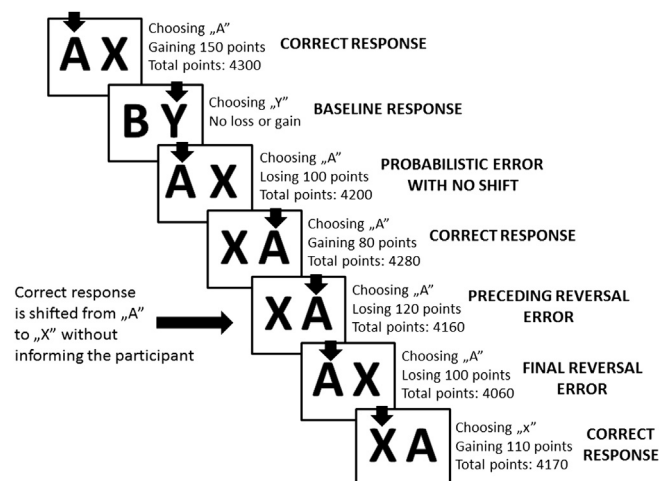 A X
Choosing „A”
Gaining 150 points
Total points: 4300
CORRECT RESPONSE
B Y
Choosing „Y”
No loss or gain
BASELINE RESPONSE
A X
Choosing „A”
Losing 100 points
Total points: 4200
PROBABILISTIC ERROR
WITH NO SHIFT
X A
Choosing „A”
Gaining 80 points
Total points: 4280
CORRECT RESPONSE
Correct response
is shifted from „A”
to „X” without
informing the participant
X A
Choosing „A”
Losing 120 points
Total points: 4160
PRECEDING REVERSAL
ERROR
A X
Choosing „A”
Losing 100 points
Total points: 4060
FINAL REVERSAL
ERROR
X A
Choosing „x”
Gaining 110 points
Total points: 4170
CORRECT
RESPONSE